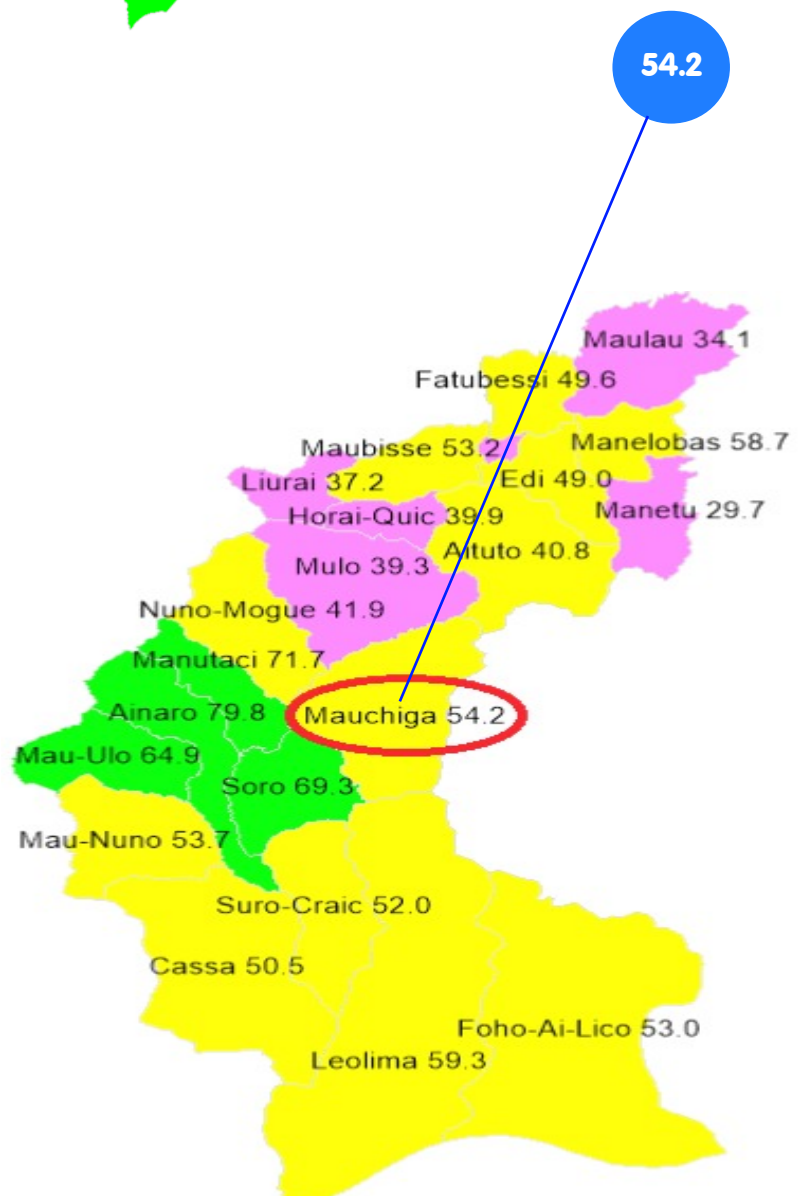 54.2
Maulau 34.1
Fatubessi 49.6
Manelobas 58.7
Maubisse 53.2
Edi 49.0
Liurai 37.2
Manetu 29.7
Horai-Quic 39.9
Aituto 40.8
Mulo 39.3
Nuno-Mogue 41.9
Manutaci 71.7
Ainaro 79.8
Mauchiga 54.2
Mau-Ulo 64.9
Soro 69.3
Mau-Nuno 53.7
Suro-Craic 52.0
Cassa 50.5
Foho-Ai-Lico 53.0
Leolima 59.3